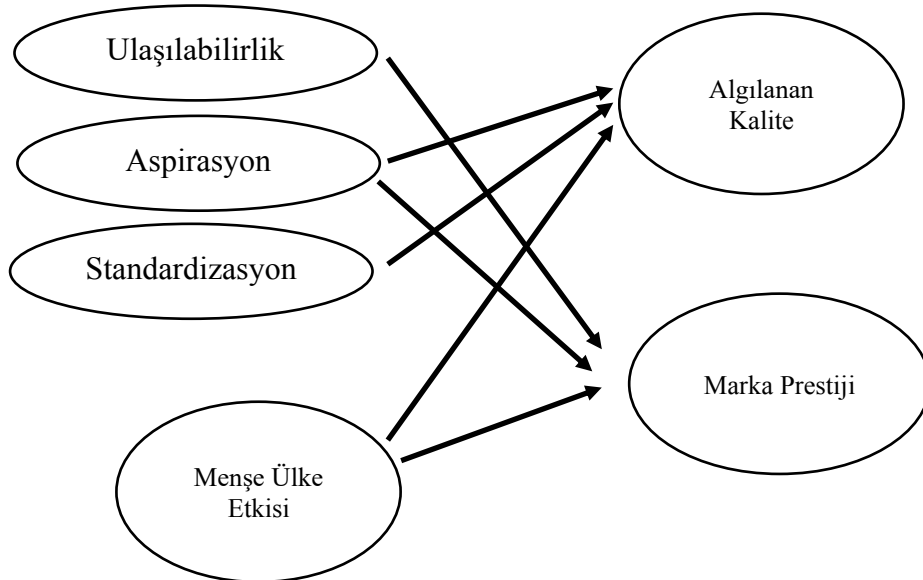 Ulaşılabilirlik
Aspirasyon
Standardizasyon
Menşe Ülke
Etkisi
Algılanan
Kalite
Marka Prestiji